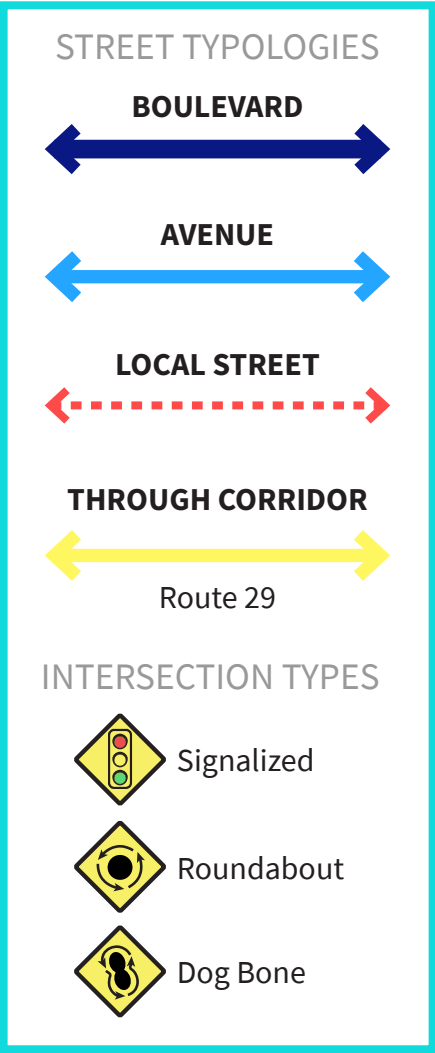 STREET TYPOLOGIES
BOULEVARD
AVENUE
LOCAL STREET
THROUGH CORRIDOR
Route 29
INTERSECTION TYPES
Signalized
Roundabout
Dog Bone